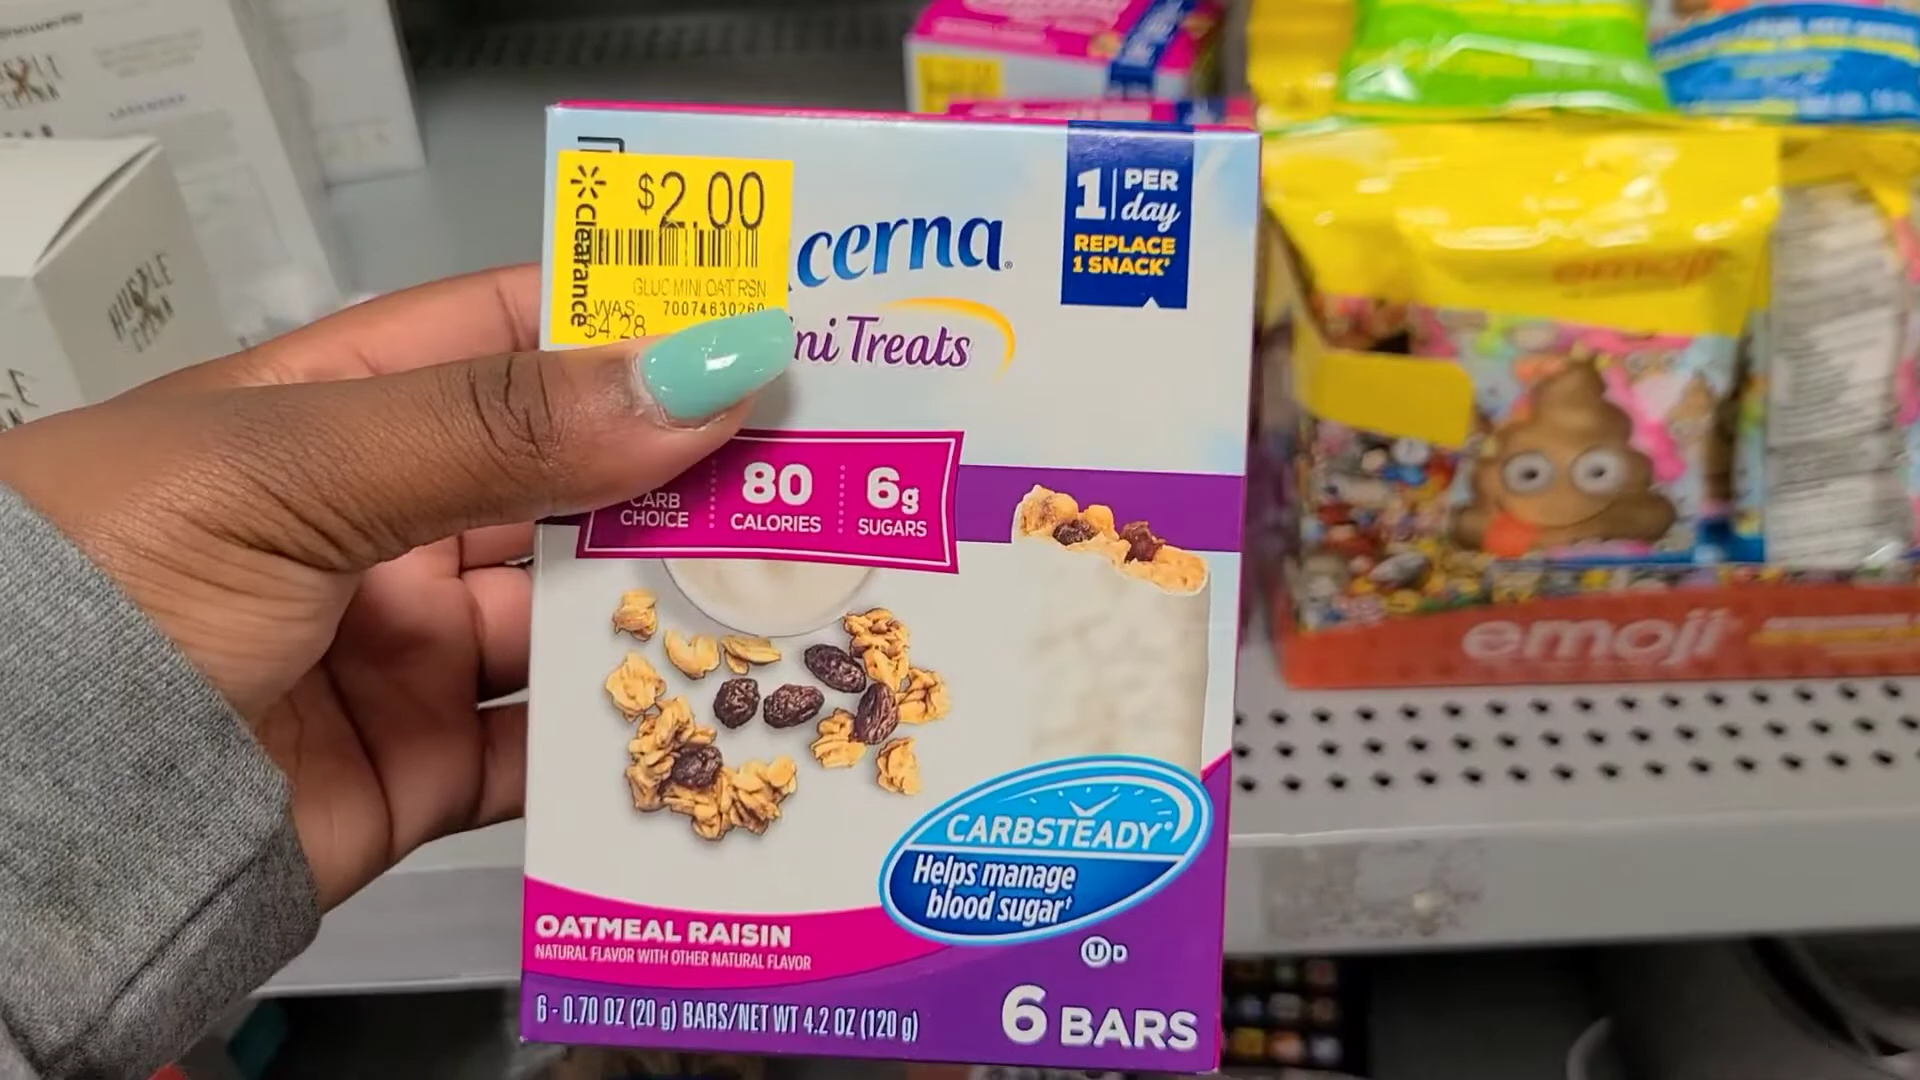 $2.00
Clearance
GLUC MINI OAT RSN
WAS
$4.28
cerna
Treats
1 PER
day
REPLACE
1 SNACK
CARB
CHOICE
80
CALORIES
6g
SUGARS
CARBSTEADY®
Helps manage
blood sugar†
OATMEAL RAISIN
NATURAL FLAVOR WITH OTHER NATURAL FLAVOR
UD
6 - 0.70 OZ (20 g) BARS/NET WT 4.2 OZ (120 g)
6 BARS
emoji
emoji